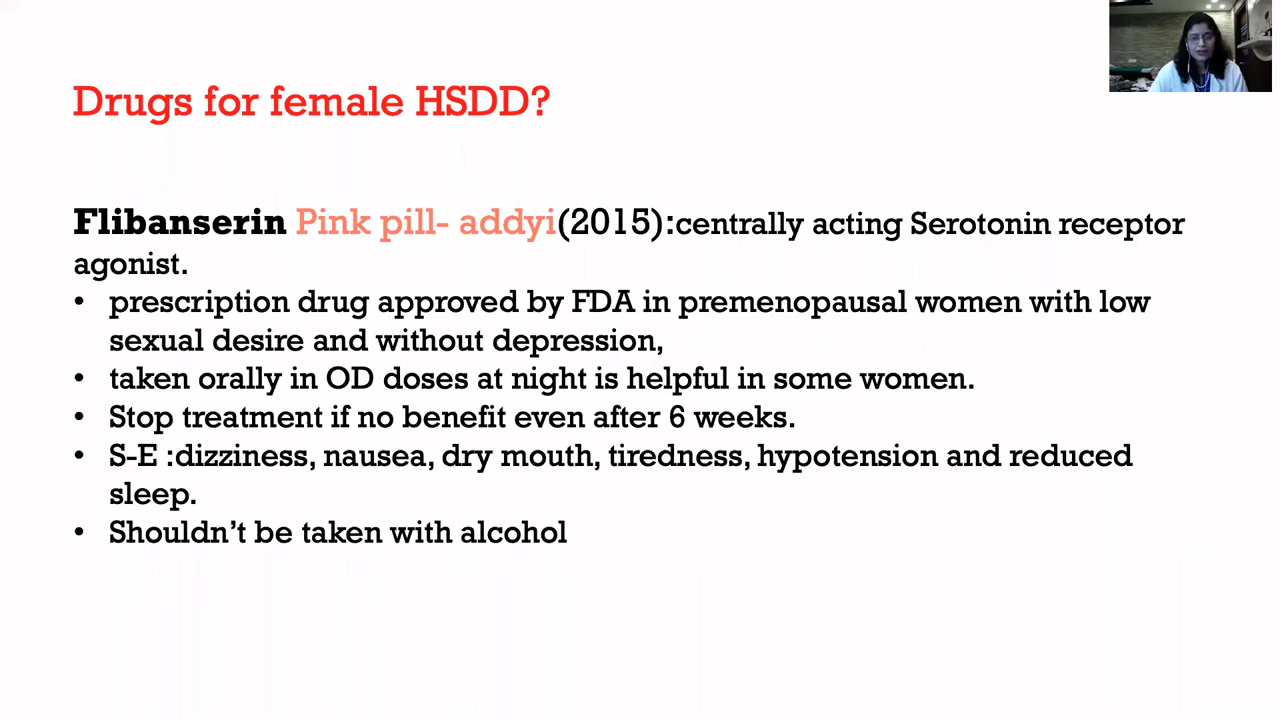 Drugs for female HSDD?
Flibanserin Pink pill- addyi(2015):centrally acting Serotonin receptor
agonist.
• prescription drug approved by FDA in premenopausal women with low
sexual desire and without depression,
• taken orally in OD doses at night is helpful in some women.
• Stop treatment if no benefit even after 6 weeks.
• S-E :dizziness, nausea, dry mouth, tiredness, hypotension and reduced
sleep.
• Shouldn’t be taken with alcohol